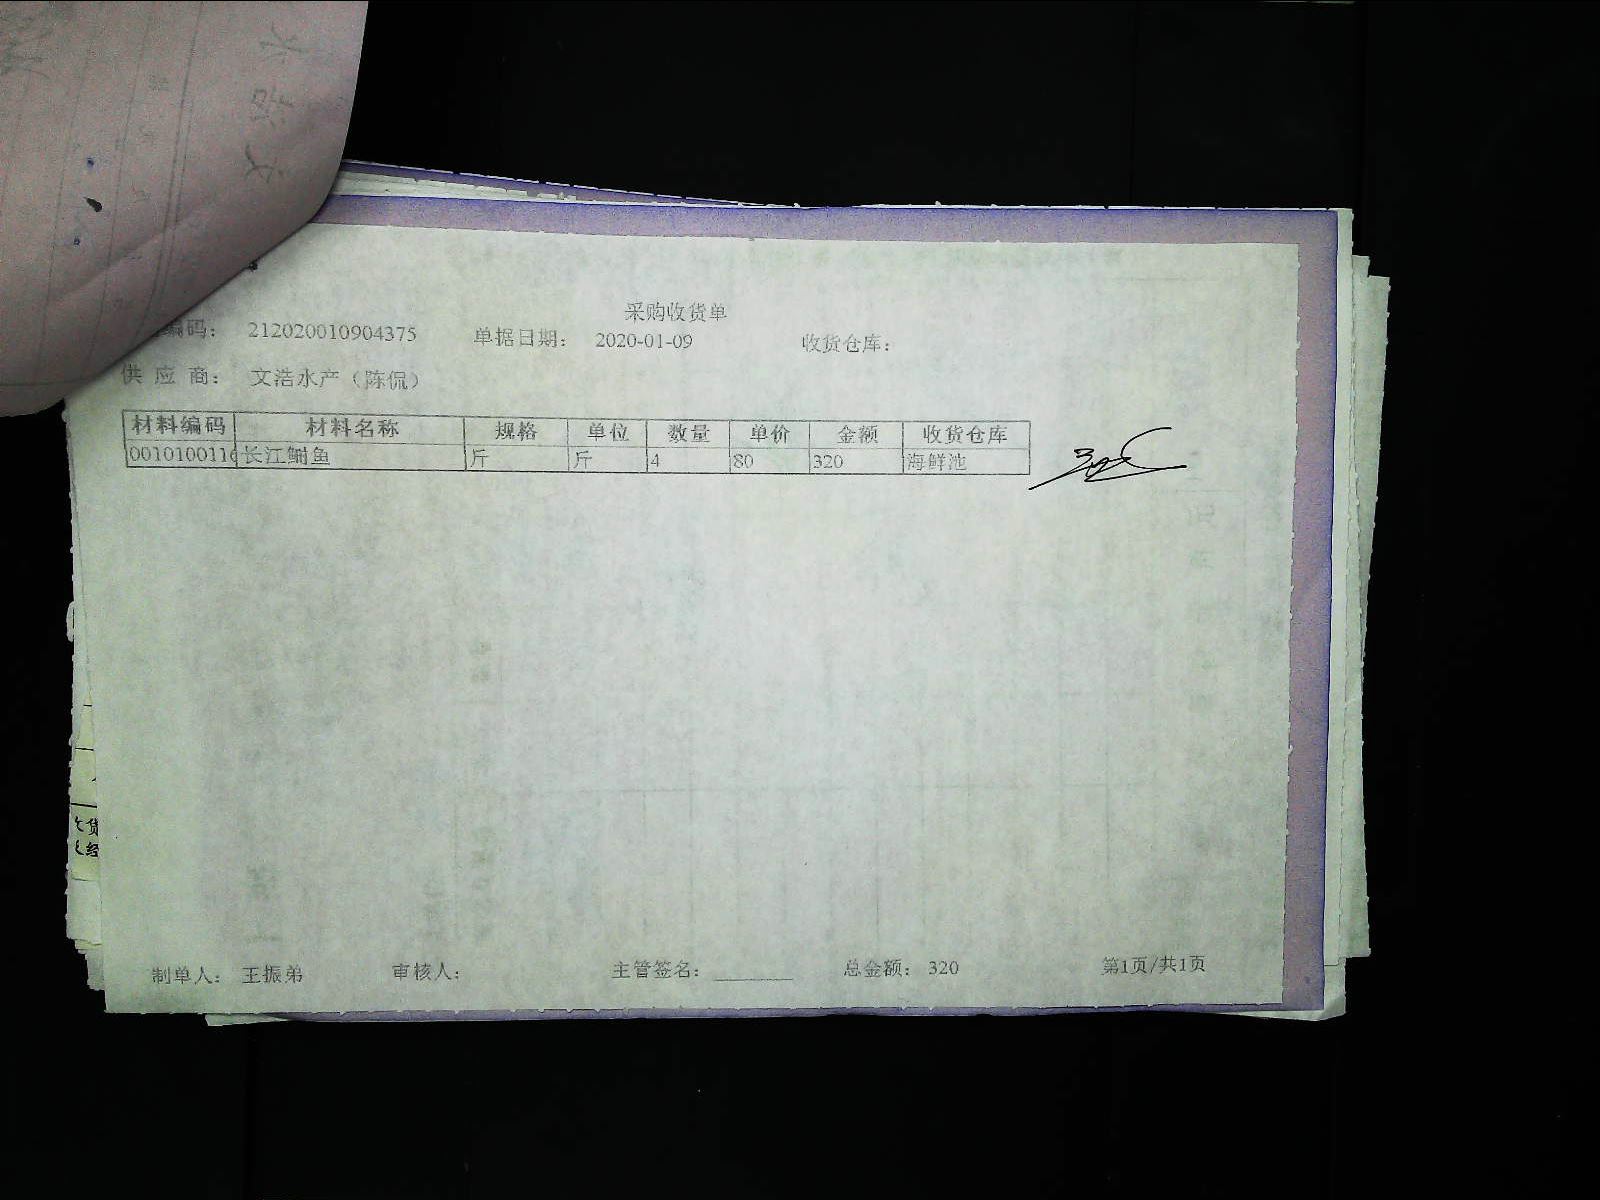 采购收货单
编码： 212020010904375 单据日期： 2020-01-09 收货仓库：
供 应 商： 文浩水产（陈侃）
材料编码 材料名称 规格 单位 数量 单价 金额 收货仓库
001010011 长江鮰鱼 斤 斤 4 80 320 海鲜池
制单人： 王振弟 审核人： 主管签名： 总金额： 320 第1页/共1页